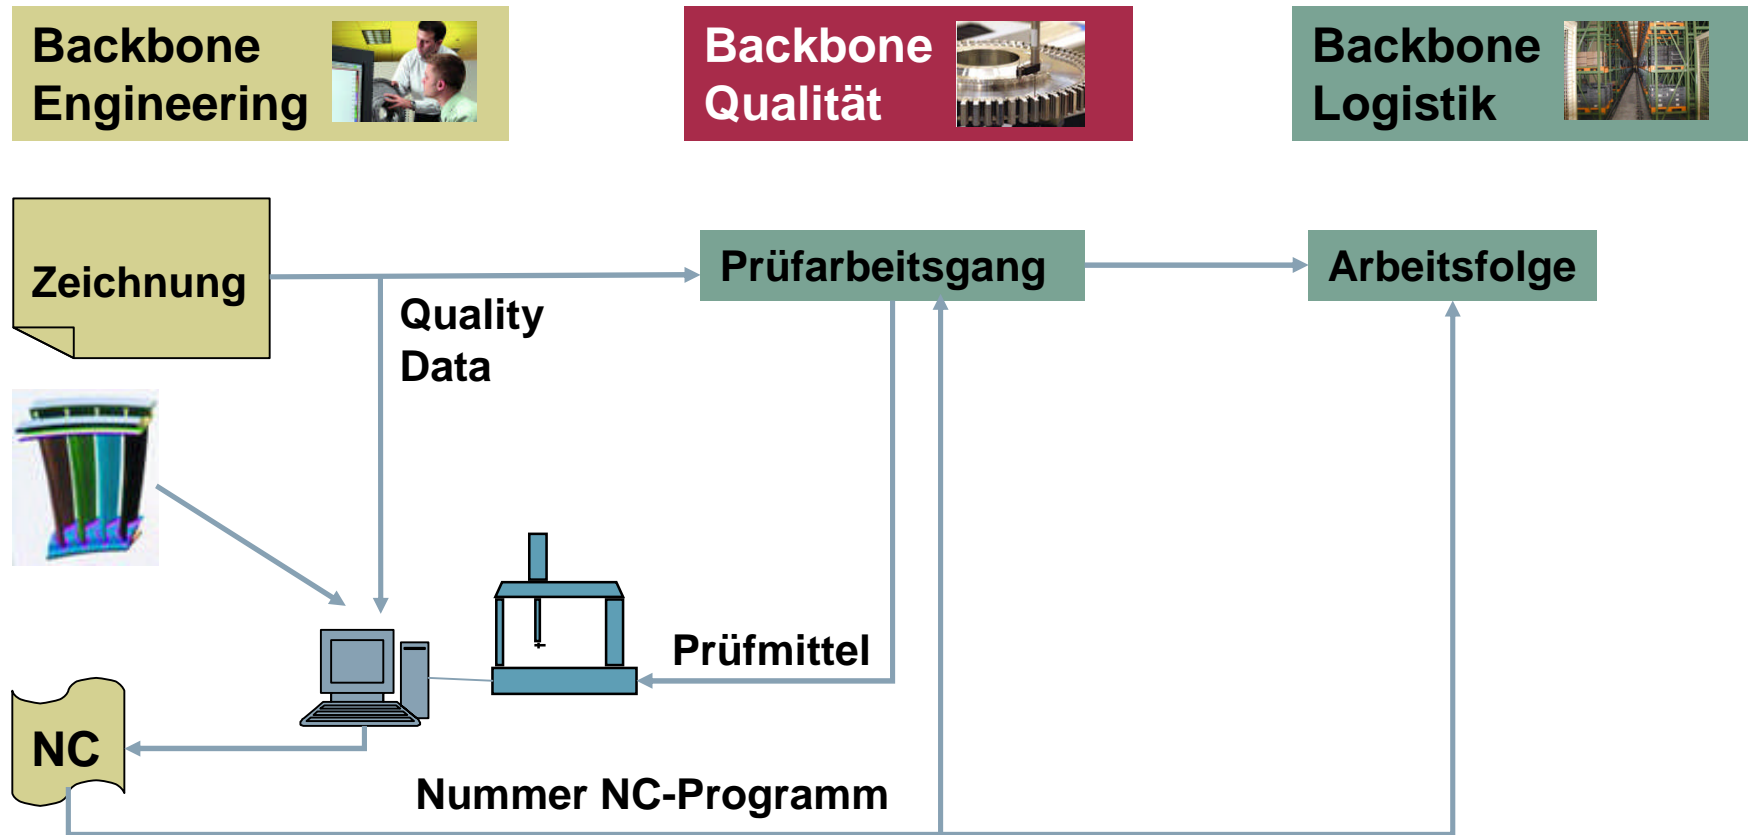 Backbone
Engineering
Backbone
Qualität
Backbone
Logistik
Zeichnung
Prüfarbeitsgang
Arbeitsfolge
Quality
Data
Prüfmittel
NC
Nummer NC-Programm